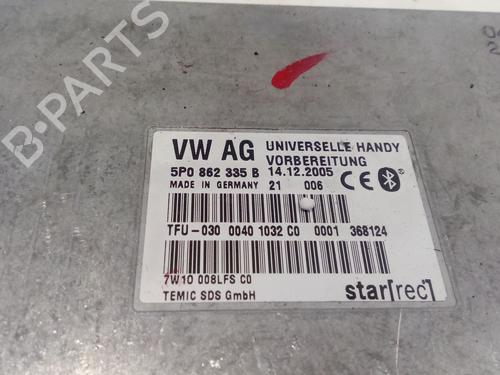 VW AG UNIVERSELLE HANDY
VORBEREITUNG
5P0 862 335 B 14.12.2005
MADE IN GERMANY 21 006 CE
TFU-030 0040 1032 C0 0001 368124
7W10 008LFS C0
TEMIC SDS GmbH
star[rec]